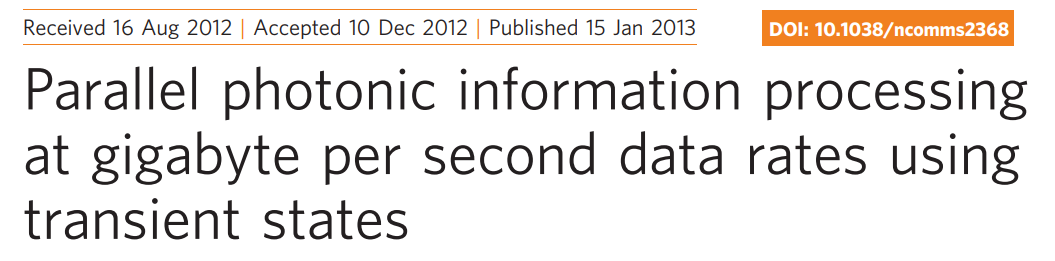 Received 16 Aug 2012 | Accepted 10 Dec 2012 | Published 15 Jan 2013
DOI: 10.1038/ncomms2368
Parallel photonic information processing
at gigabyte per second data rates using
transient states